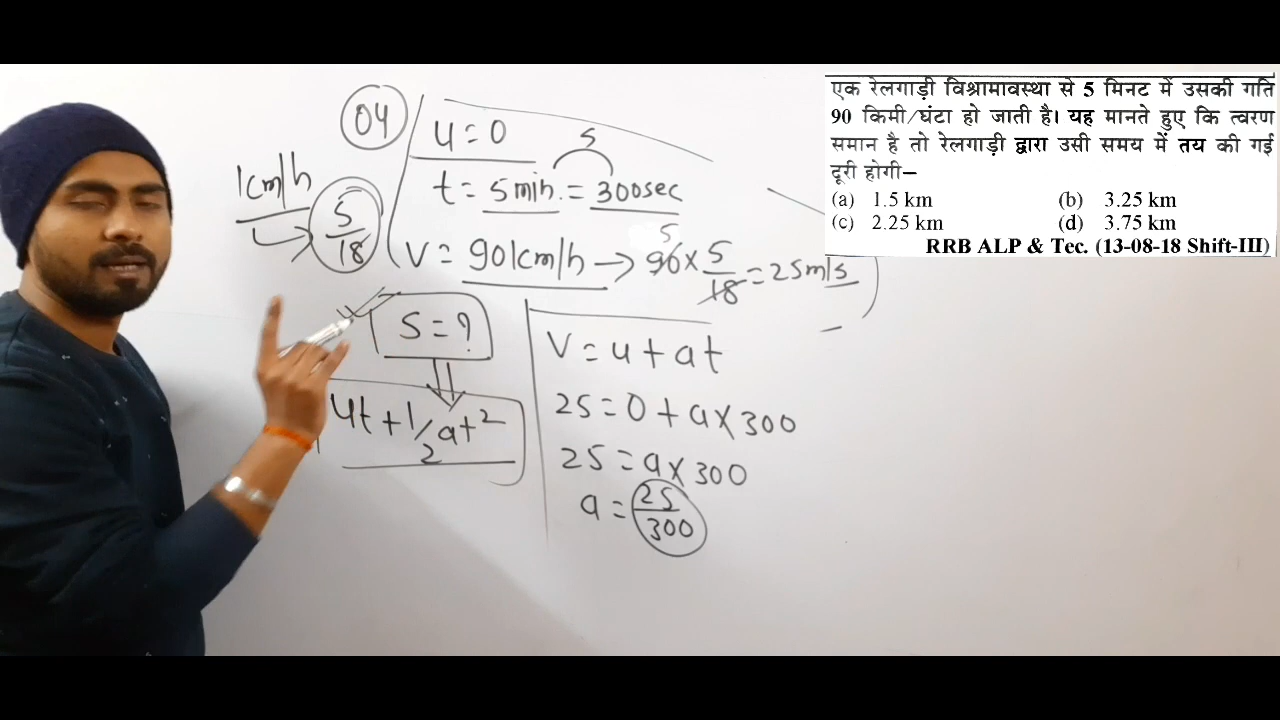 04
u = 0
5
t = 5 min. = 300 sec
km/h
5/18
V = 90 km/h → 90 × 5/18 = 25 m/s
5
S = ?
ut + 1/2 at²
V = u + at
25 = 0 + a × 300
25 = a × 300
a = 25/300
एक रेलगाड़ी विश्रामावस्था से 5 मिनट में उसकी गति
90 किमी/घंटा हो जाती है। यह मानते हुए कि त्वरण
समान है तो रेलगाड़ी द्वारा उसी समय में तय की गई
दूरी होगी–
(a) 1.5 km (b) 3.25 km
(c) 2.25 km (d) 3.75 km
RRB ALP & Tec. (13-08-18 Shift-III)